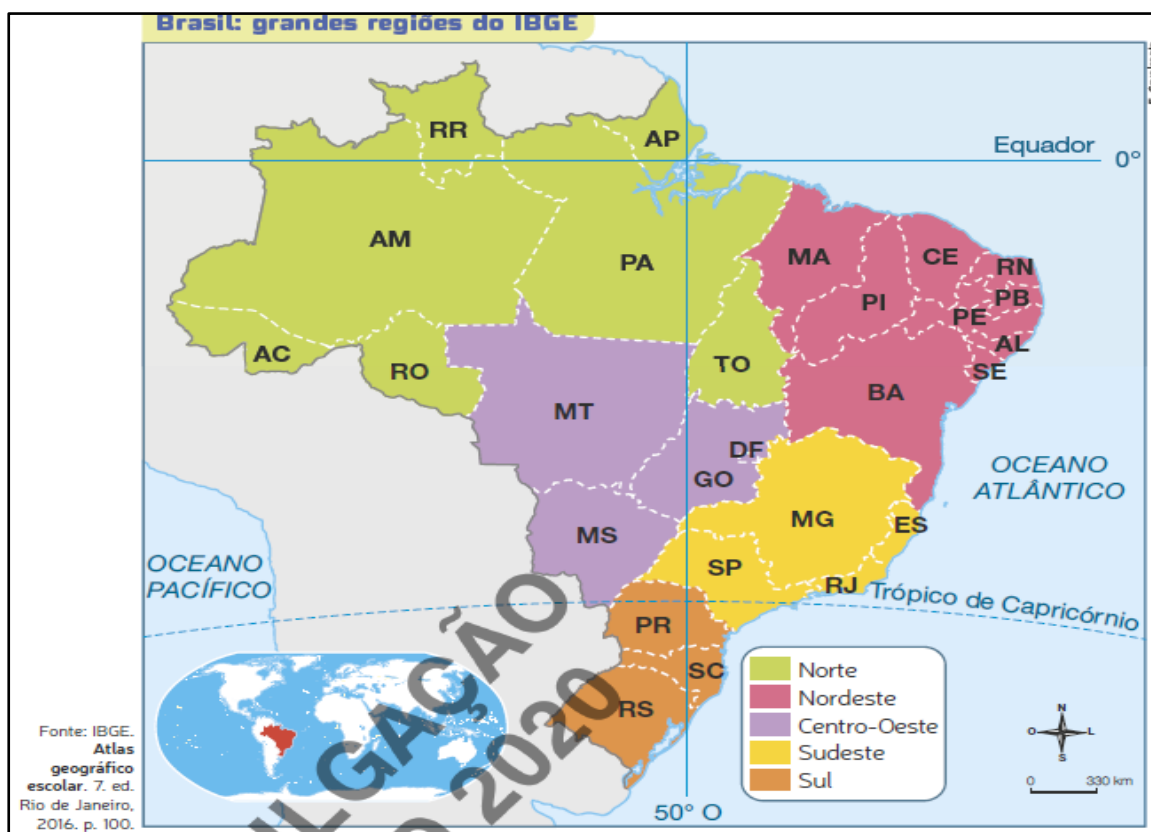 Brasil: grandes regiões do IBGE
RR
AP
Equador
0°
AM
PA
MA
CE
RN
PB
PI
PE
AL
SE
AC
RO
TO
BA
MT
DF
GO
OCEANO
ATLÂNTICO
MG
ES
MS
OCEANO
PACÍFICO
SP
RJ
Trópico de Capricórnio
PR
SC
RS
Norte
Nordeste
Centro-Oeste
Sudeste
Sul
N
O
L
S
0
330 km
50° O
Fonte: IBGE.
Atlas
geográfico
escolar. 7. ed.
Rio de Janeiro,
2016. p. 100.
2020